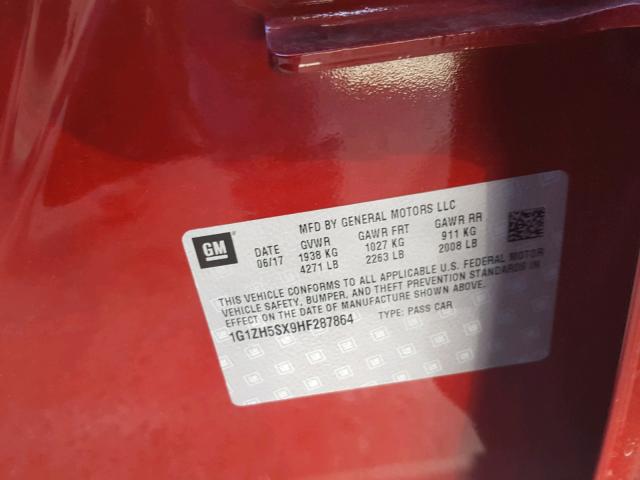 MFD BY GENERAL MOTORS LLC
GM
DATE GVWR GAWR FRT GAWR RR
06/17 1938 KG 1027 KG 911 KG
4271 LB 2263 LB 2008 LB
THIS VEHICLE CONFORMS TO ALL APPLICABLE U.S. FEDERAL MOTOR
VEHICLE SAFETY, BUMPER, AND THEFT PREVENTION STANDARDS IN
EFFECT ON THE DATE OF MANUFACTURE SHOWN ABOVE.
1G1ZH5SX9HF287864 TYPE: PASS CAR